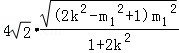 4√2 · √((2k²−m₁²+1)m₁²) / (1+2k²)